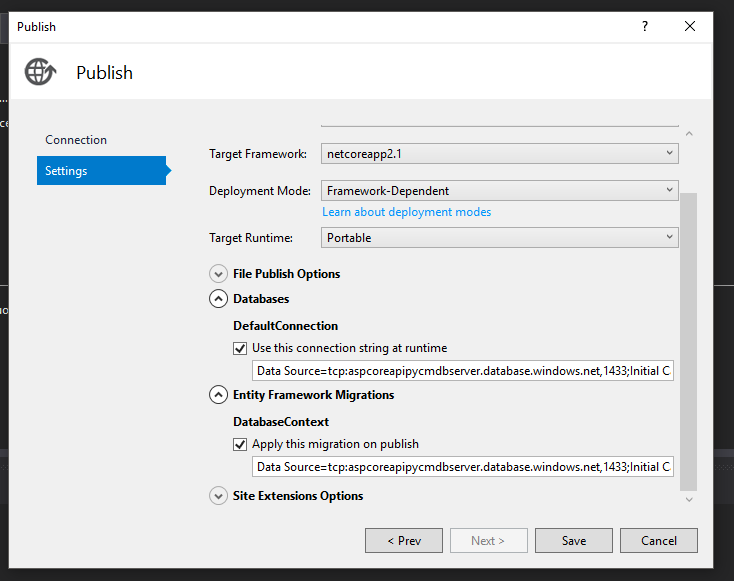 Publish
?
Publish
Connection
Settings
Target Framework: netcoreapp2.1
Deployment Mode: Framework-Dependent
Learn about deployment modes
Target Runtime: Portable
File Publish Options
Databases
DefaultConnection
Use this connection string at runtime
Data Source=tcp:aspcoreapipycmdbserver.database.windows.net,1433;Initial C
Entity Framework Migrations
DatabaseContext
Apply this migration on publish
Data Source=tcp:aspcoreapipycmdbserver.database.windows.net,1433;Initial C
Site Extensions Options
< Prev Next > Save Cancel